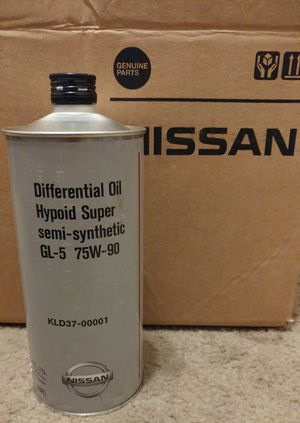 GENUINE
PARTS
NISSAN
Differential Oil
Hypoid Super
semi-synthetic
GL-5 75W-90
KLD37-00001
NISSAN